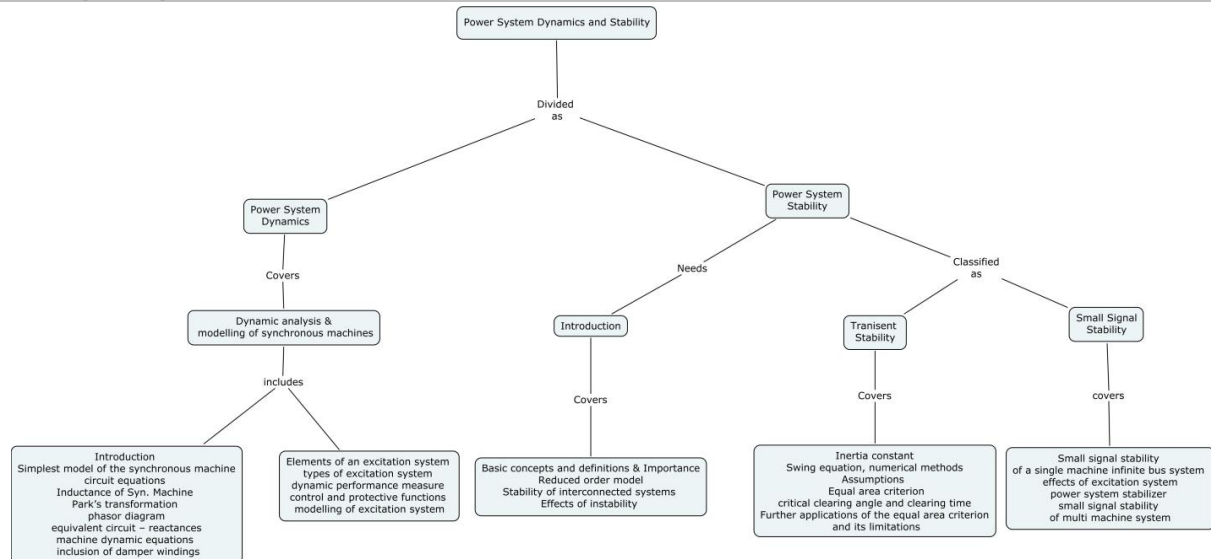 Power System Dynamics and Stability
Divided
as
Power System
Dynamics
Power System
Stability
Covers
Needs
Classified
as
Dynamic analysis &
modelling of synchronous machines
Introduction
Tranisent
Stability
Small Signal
Stability
includes
Covers
Covers
covers
Introduction
Simplest model of the synchronous machine
circuit equations
Inductance of Syn. Machine
Park's transformation
phasor diagram
equivalent circuit – reactances
machine dynamic equations
inclusion of damper windings
Elements of an excitation system
types of excitation system
dynamic performance measure
control and protective functions
modelling of excitation system
Basic concepts and definitions & Importance
Reduced order model
Stability of interconnected systems
Effects of instability
Inertia constant
Swing equation, numerical methods
Assumptions
Equal area criterion
critical clearing angle and clearing time
Further applications of the equal area criterion
and its limitations
Small signal stability
of a single machine infinite bus system
effects of excitation system
power system stabilizer
small signal stability
of multi machine system